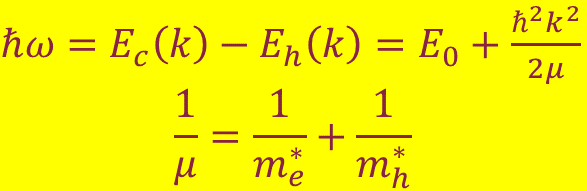 ℏω = E_c(k) − E_h(k) = E_0 + ℏ²k²/2μ
1/μ = 1/m_e^* + 1/m_h^*